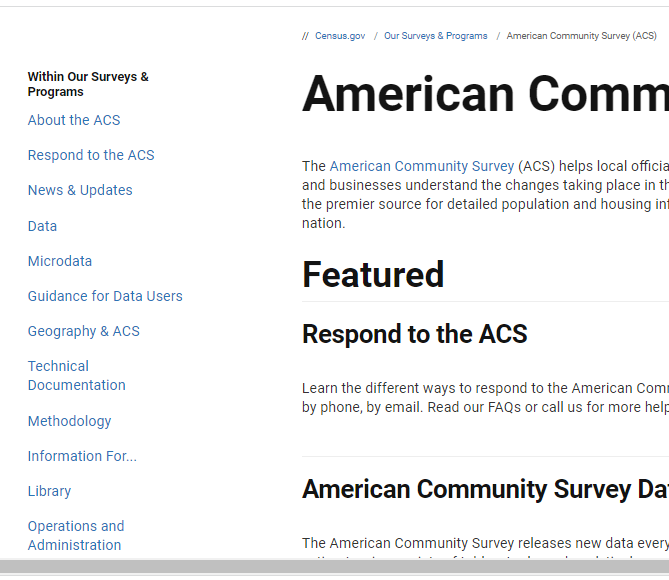 // Census.gov / Our Surveys & Programs / American Community Survey (ACS)
Within Our Surveys &
Programs
About the ACS
Respond to the ACS
News & Updates
Data
Microdata
Guidance for Data Users
Geography & ACS
Technical
Documentation
Methodology
Information For...
Library
Operations and
Administration
American Comm
The American Community Survey (ACS) helps local officia
and businesses understand the changes taking place in th
the premier source for detailed population and housing inf
nation.
Featured
Respond to the ACS
Learn the different ways to respond to the American Com
by phone, by email. Read our FAQs or call us for more help
American Community Survey Da
The American Community Survey releases new data every